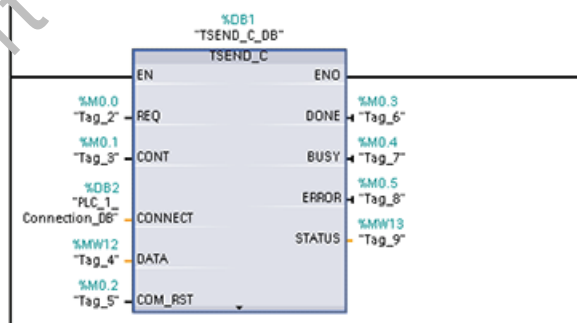 %DB1
"TSEND_C_DB"
TSEND_C
EN ENO
%M0.0 %M0.3
"Tag_2" REQ DONE "Tag_6"
%M0.1 %M0.4
"Tag_3" CONT BUSY "Tag_7"
%DB2 %M0.5
"PLC_1_ ERROR "Tag_8"
Connection_DB" CONNECT
%MW13
%MW12 STATUS "Tag_9"
"Tag_4" DATA
%M0.2
"Tag_5" COM_RST